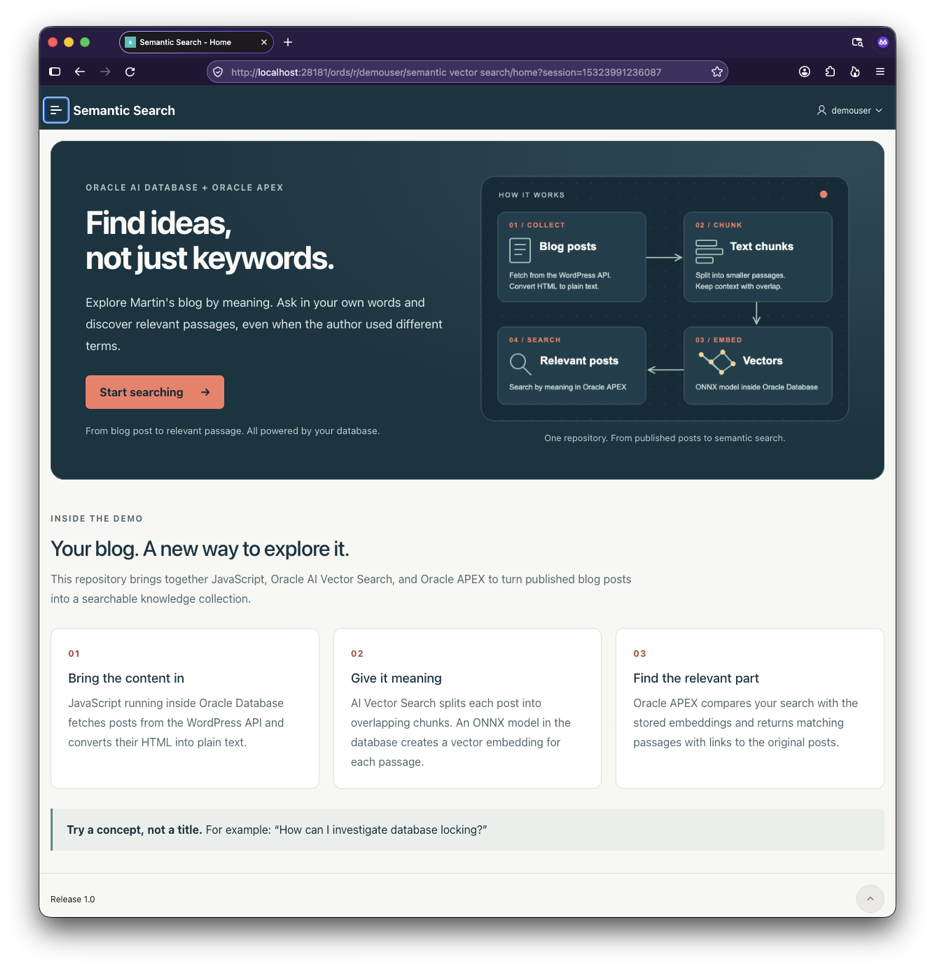 Semantic Search - Home
http://localhost:28181/ords/r/demouser/semantic vector search/home?session=15323991236087
Semantic Search
demouser
ORACLE AI DATABASE + ORACLE APEX
Find ideas,
not just keywords.
Explore Martin's blog by meaning. Ask in your own words and
discover relevant passages, even when the author used different
terms.
Start searching
From blog post to relevant passage. All powered by your database.
HOW IT WORKS
01 / COLLECT
Blog posts
Fetch from the WordPress API.
Convert HTML to plain text.
02 / CHUNK
Text chunks
Split into smaller passages.
Keep context with overlap.
03 / EMBED
Vectors
ONNX model inside Oracle Database
04 / SEARCH
Relevant posts
Search by meaning in Oracle APEX
One repository. From published posts to semantic search.
INSIDE THE DEMO
Your blog. A new way to explore it.
This repository brings together JavaScript, Oracle AI Vector Search, and Oracle APEX to turn published blog posts
into a searchable knowledge collection.
01
Bring the content in
JavaScript running inside Oracle Database
fetches posts from the WordPress API and
converts their HTML into plain text.
02
Give it meaning
AI Vector Search splits each post into
overlapping chunks. An ONNX model in the
database creates a vector embedding for
each passage.
03
Find the relevant part
Oracle APEX compares your search with the
stored embeddings and returns matching
passages with links to the original posts.
Try a concept, not a title. For example: “How can I investigate database locking?”
Release 1.0